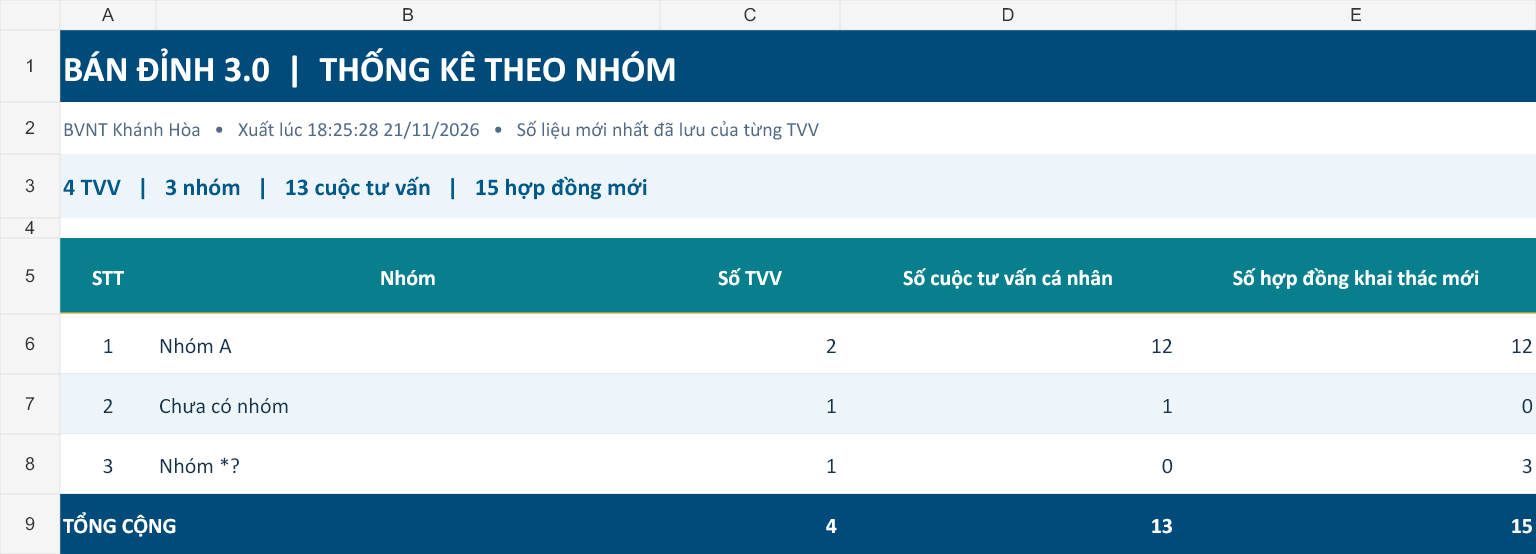 A B C D E
1 BÁN ĐỈNH 3.0 | THỐNG KÊ THEO NHÓM
2 BVNT Khánh Hòa • Xuất lúc 18:25:28 21/11/2026 • Số liệu mới nhất đã lưu của từng TVV
3 4 TVV | 3 nhóm | 13 cuộc tư vấn | 15 hợp đồng mới
4
5 STT Nhóm Số TVV Số cuộc tư vấn cá nhân Số hợp đồng khai thác mới
6 1 Nhóm A 2 12 12
7 2 Chưa có nhóm 1 1 0
8 3 Nhóm *? 1 0 3
9 TỔNG CỘNG 4 13 15